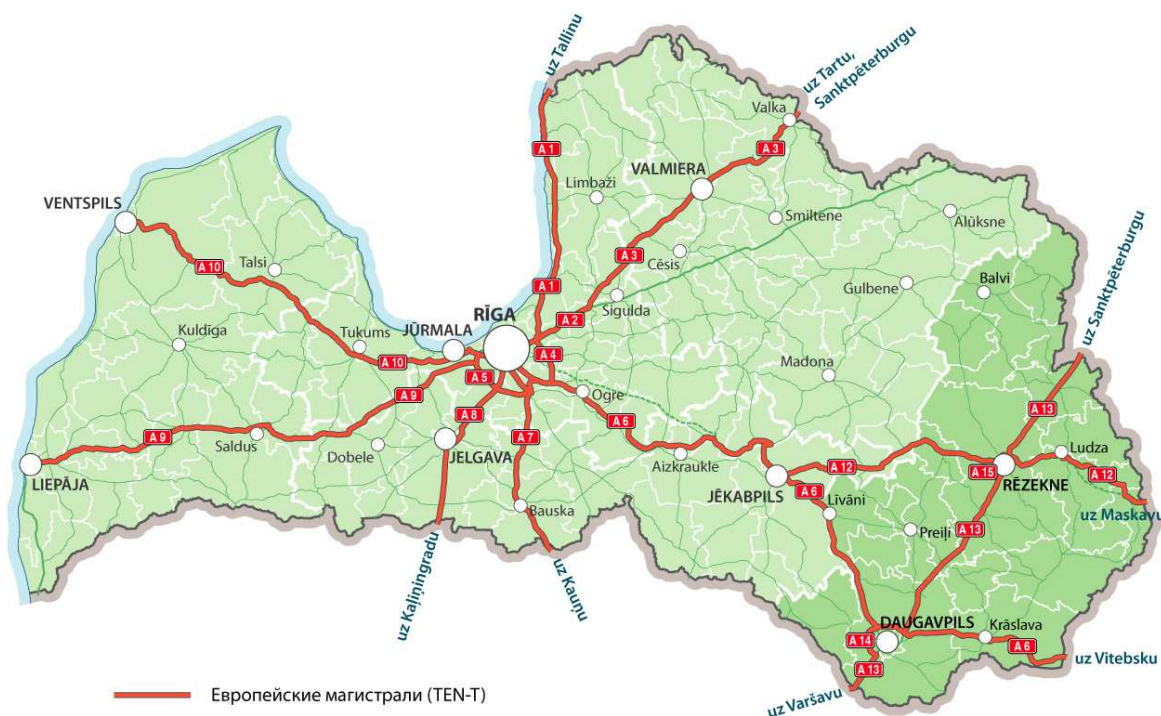 uz Tallinu
uz Tartu,
Sanktpēterburgu
Valka
A 3
A 1
VALMIERA
Limbaži
VENTSPILS
Smiltene
Alūksne
uz Sanktpēterburgu
A 3
Cēsis
Talsi
A 10
A 1
Balvi
Gulbene
Sigulda
RĪGA
A 2
Kuldīga
Tukums
JŪRMALA
A 4
A 10
Madona
A 5
A 9
Ogre
A 13
A 8
A 6
A 9
Saldus
A 7
Dobele
JELGAVA
Aizkraukle
A 12
A 15
Ludza
A 12
LIEPĀJA
JĒKABPILS
RĒZEKNE
A 6
Līvāni
Bauska
uz Maskavu
Preiļi
A 13
uz Kaļiņingradu
uz Kauņu
DAUGAVPILS
Krāslava
A 14
A 6
uz Vitebsku
A 13
uz Varšavu
Европейские магистрали (TEN-T)